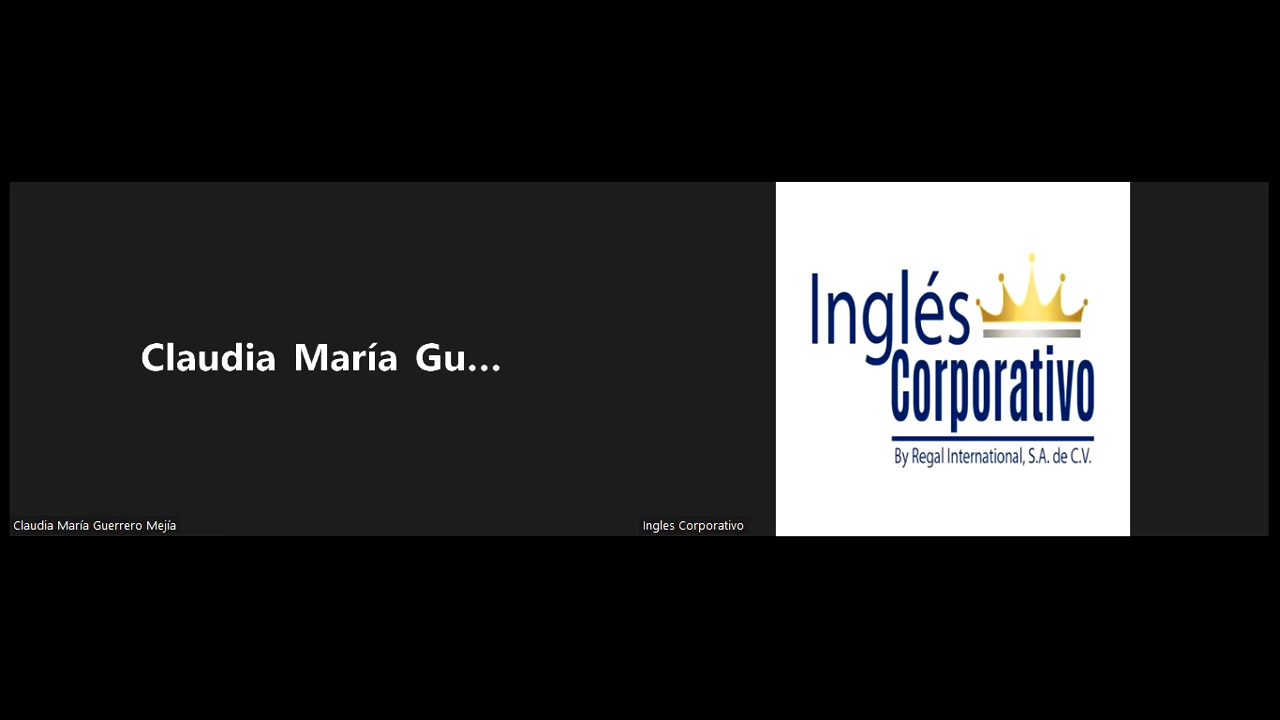 Claudia María Gu...
Claudia María Guerrero Mejía
Inglés
Corporativo
By Regal International, S.A. de C.V.
Ingles Corporativo